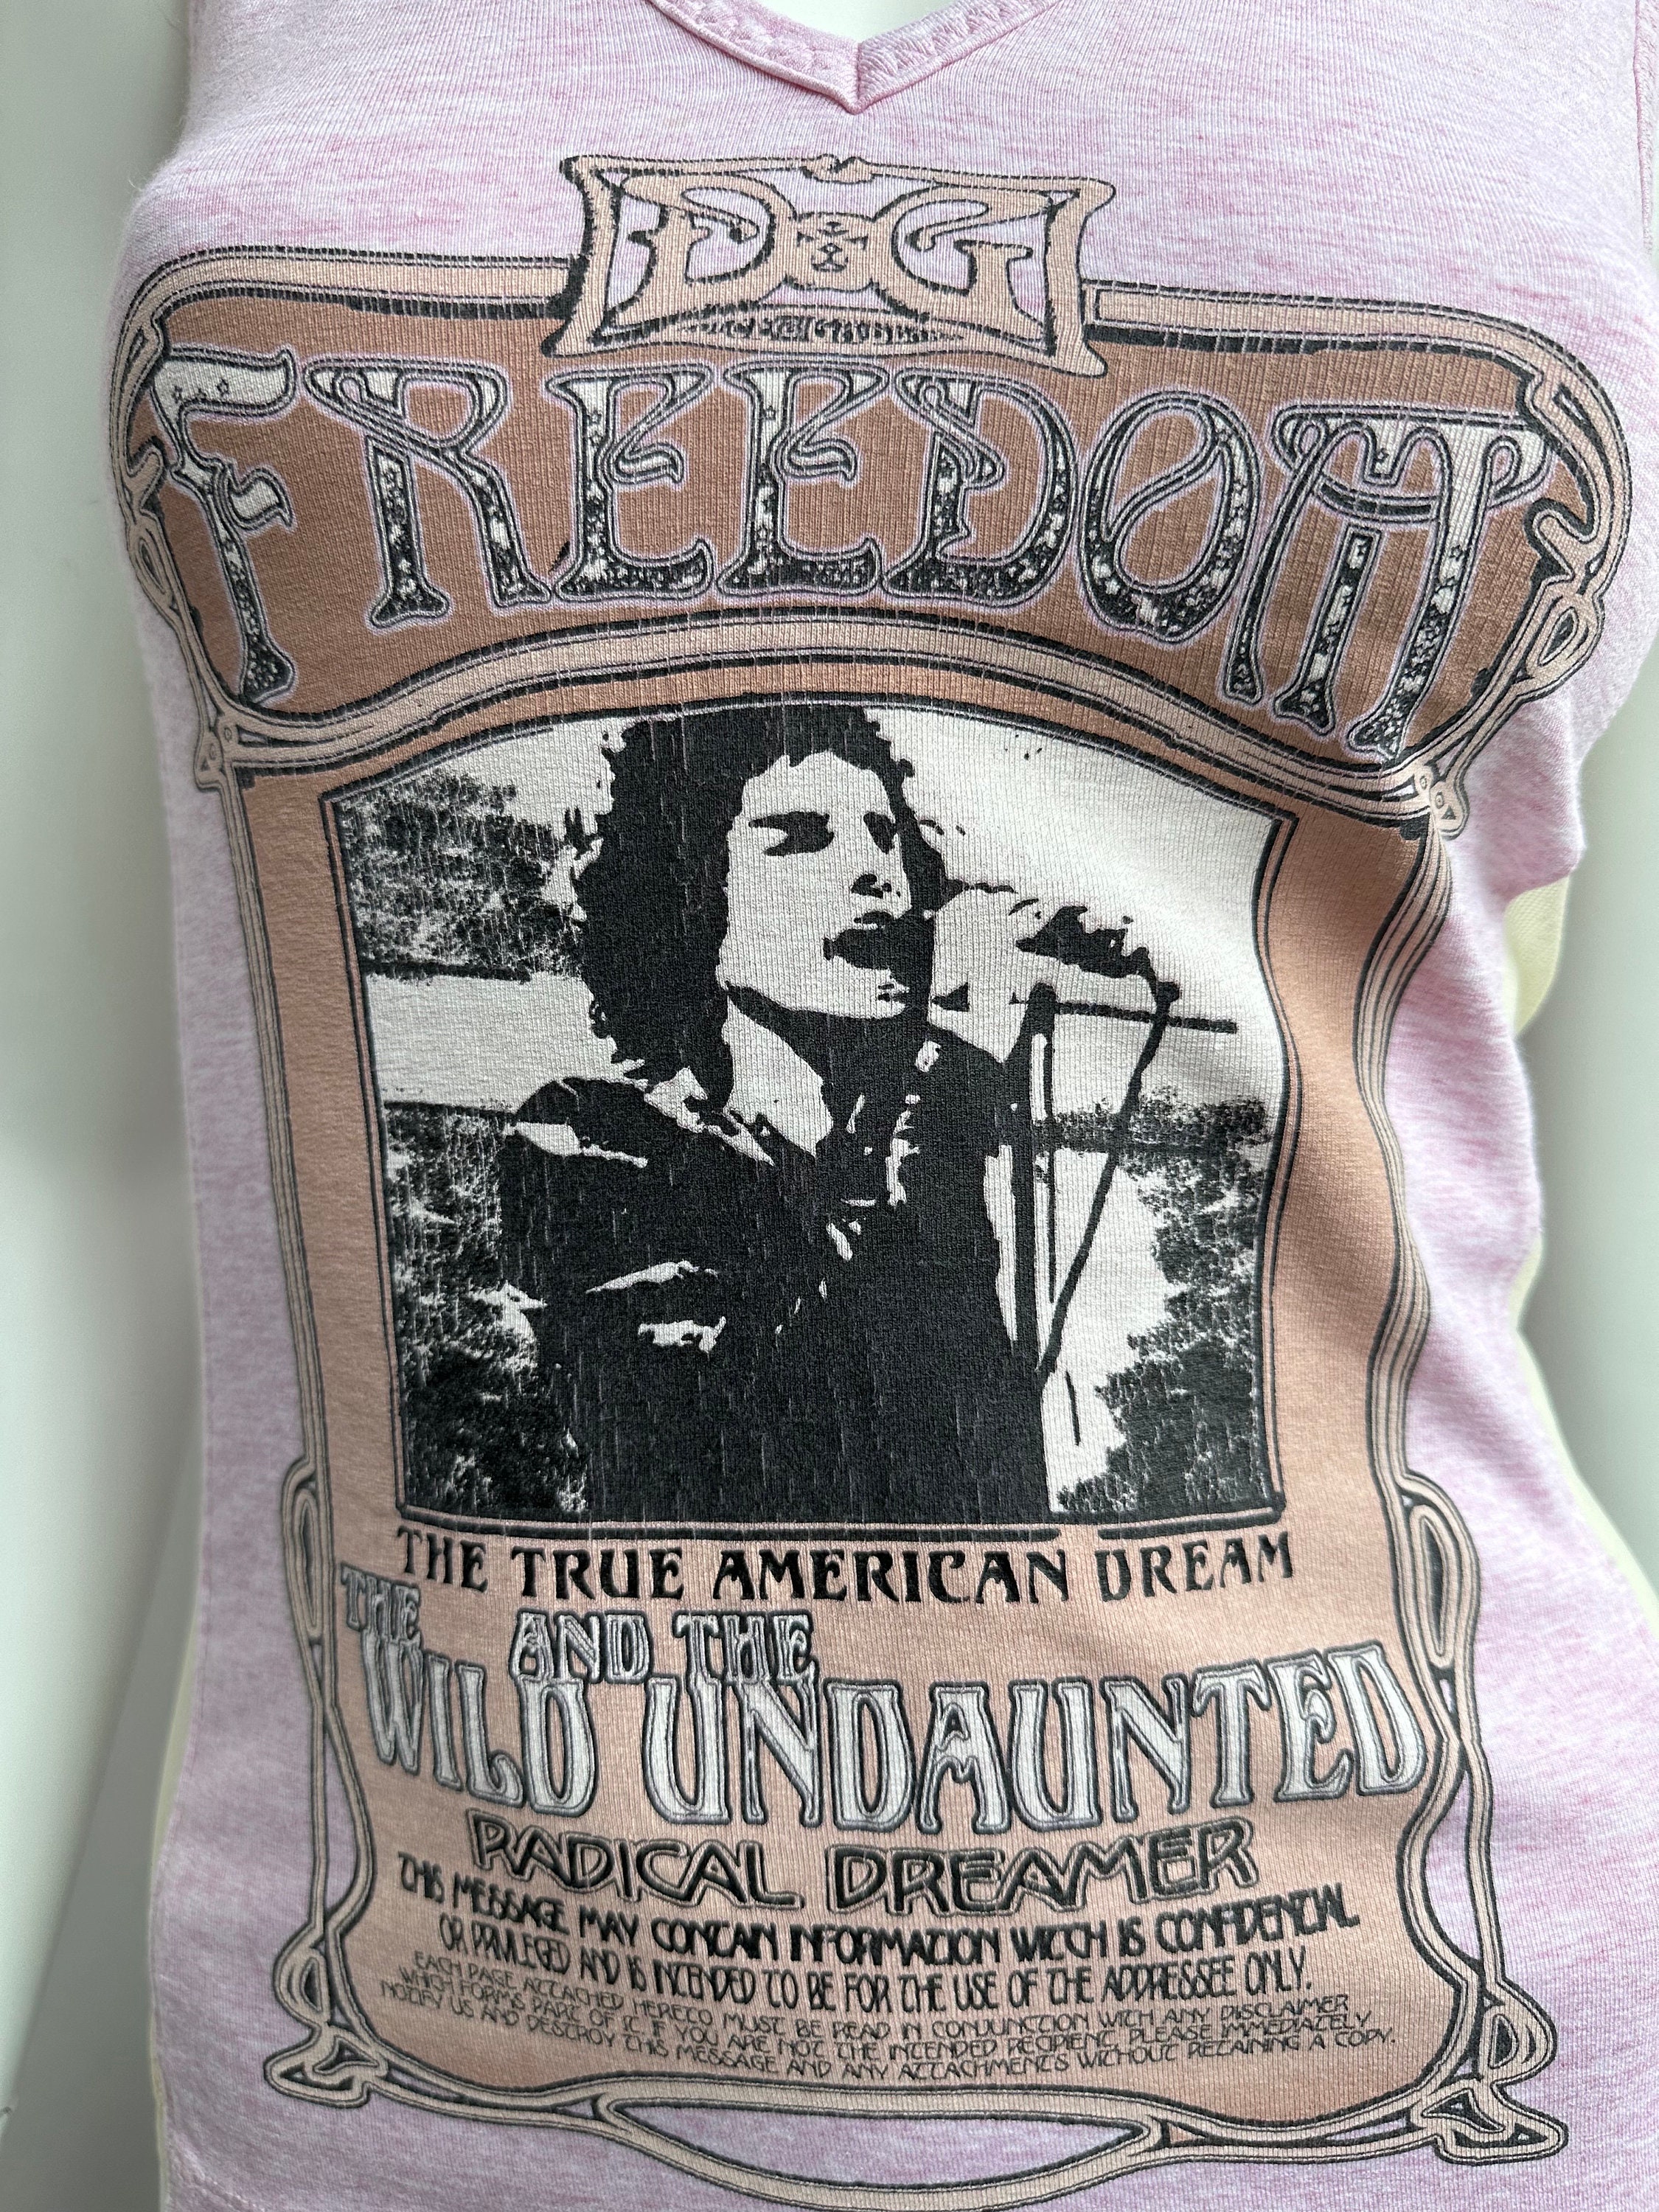 D&G
FREEDOM
THE TRUE AMERICAN DREAM
THE
AND THE
WILD UNDAUNTED
RADICAL DREAMER
THIS MESSAGE MAY CONTAIN INFORMATION WICTH IS CONFIDENTIAL
OR PRIVILEGED AND IS INTENDED TO BE FOR THE USE OF THE ADDRESSEE ONLY.
EACH PAGE ATTACHED HERETO MUST BE READ IN CONJUNCTION WITH ANY DISCLAIMER
WHICH FORMS PART OF IT. IF YOU ARE NOT THE INTENDED RECIPIENT, PLEASE IMMEDIATELY
NOTIFY US AND DESTROY THIS MESSAGE AND ANY ATTACHMENTS WITHOUT RETAINING A COPY.